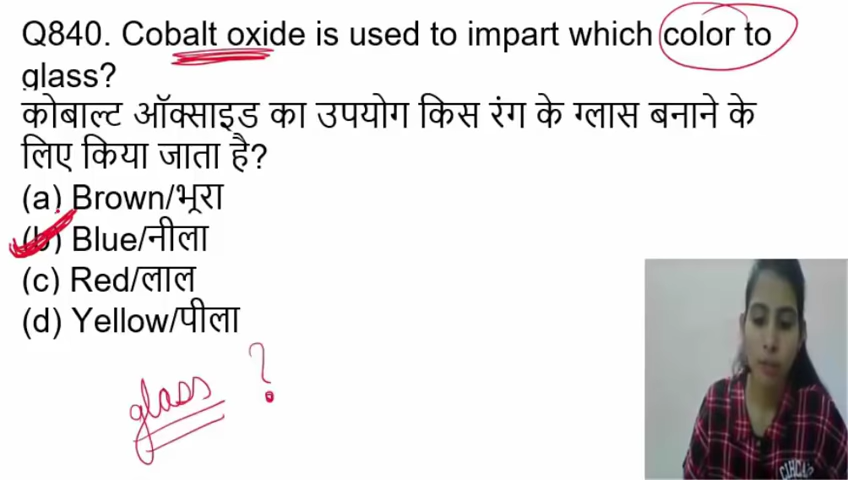 Q840. Cobalt oxide is used to impart which color to
glass?
कोबाल्ट ऑक्साइड का उपयोग किस रंग के ग्लास बनाने के
लिए किया जाता है?
(a) Brown/भूरा
(b) Blue/नीला
(c) Red/लाल
(d) Yellow/पीला
glass ?